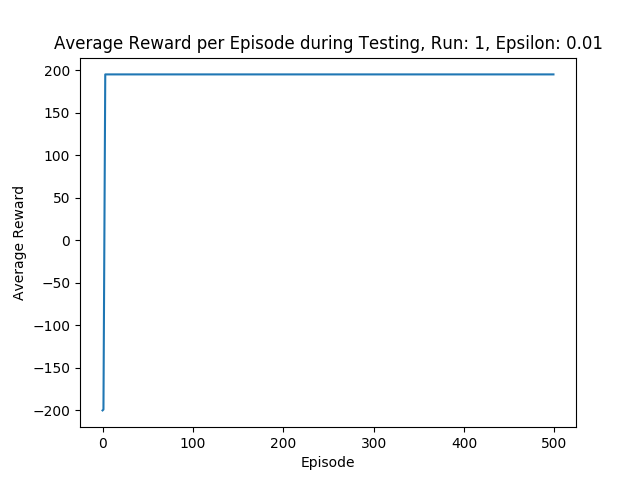 Average Reward per Episode during Testing, Run: 1, Epsilon: 0.01
200
150
100
50
0
−50
−100
−150
−200
Average Reward
0 100 200 300 400 500
Episode